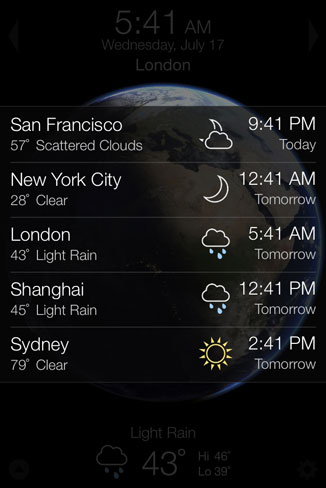 5:41 AM
Wednesday, July 17
London
San Francisco 9:41 PM
57° Scattered Clouds Today
New York City 12:41 AM
28° Clear Tomorrow
London 5:41 AM
43° Light Rain Tomorrow
Shanghai 12:41 PM
45° Light Rain Tomorrow
Sydney 2:41 PM
79° Clear Tomorrow
Light Rain
43° Hi 46°
Lo 39°